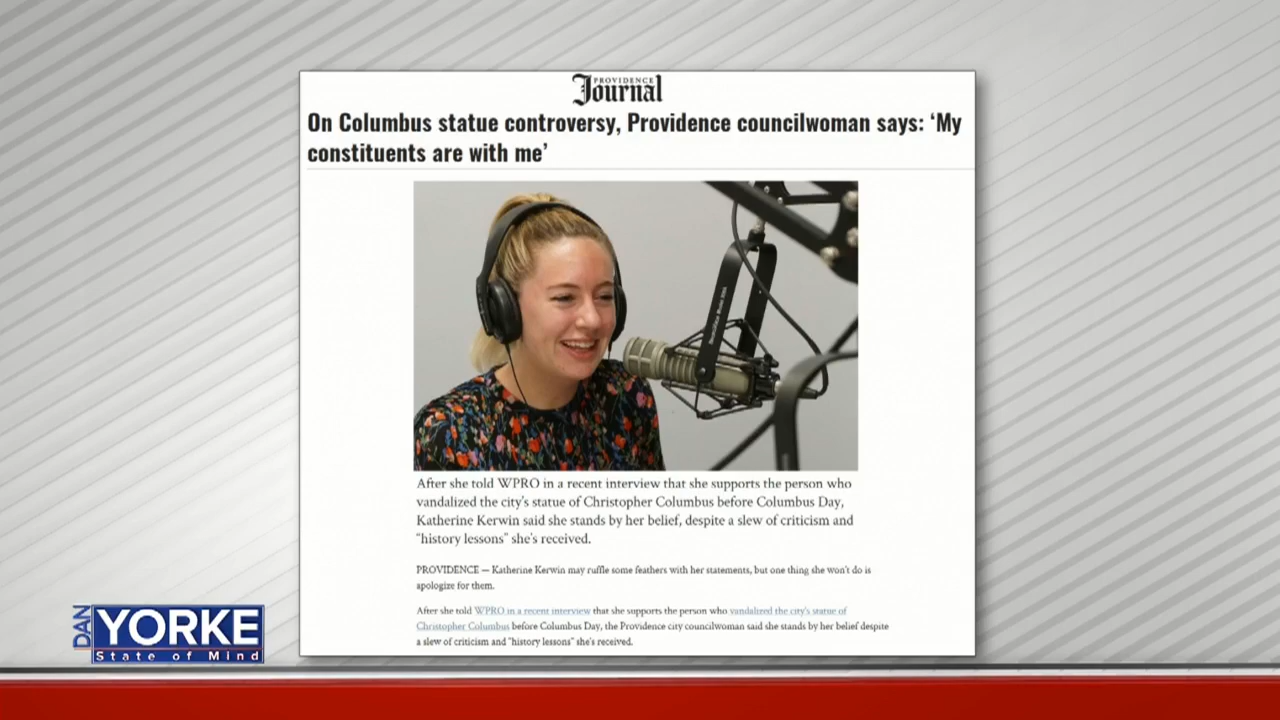 PROVIDENCE
Journal
On Columbus statue controversy, Providence councilwoman says: ‘My
constituents are with me’
After she told WPRO in a recent interview that she supports the person who
vandalized the city's statue of Christopher Columbus before Columbus Day,
Katherine Kerwin said she stands by her belief, despite a slew of criticism and
"history lessons" she's received.
PROVIDENCE — Katherine Kerwin may ruffle some feathers with her statements, but one thing she won't do is
apologize for them.
After she told WPRO in a recent interview that she supports the person who vandalized the city's statue of
Christopher Columbus before Columbus Day, the Providence city councilwoman said she stands by her belief despite
a slew of criticism and "history lessons" she's received.
DAN
YORKE
State of Mind